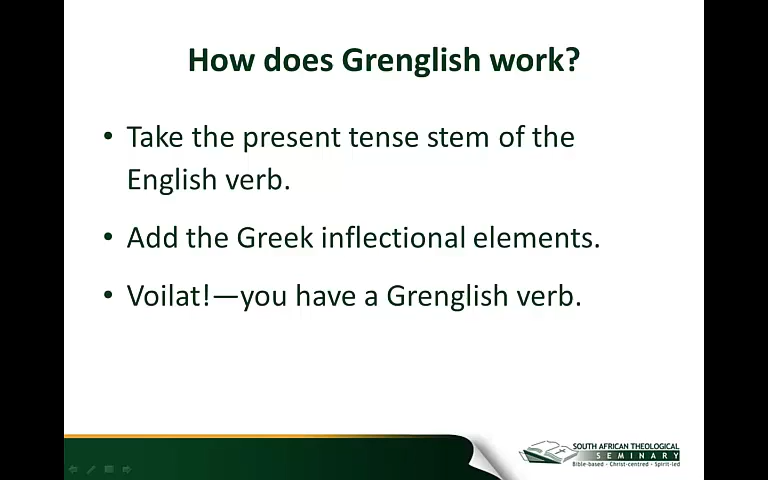 How does Grenglish work?
• Take the present tense stem of the
English verb.
• Add the Greek inflectional elements.
• Voilat!—you have a Grenglish verb.
SOUTH AFRICAN THEOLOGICAL
SEMINARY
Bible-based • Christ-centred • Spirit-led